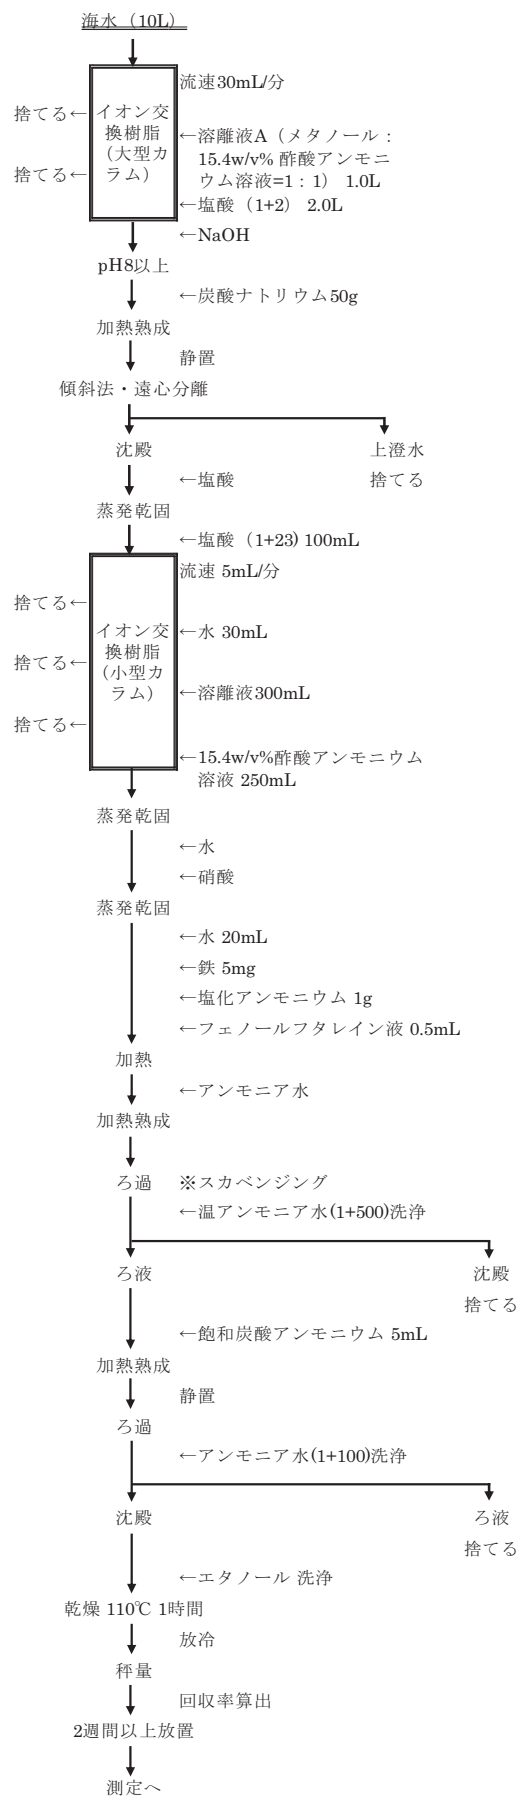 海水（10L）
流速30mL/分
捨てる←
イオン交
換樹脂
（大型カ
ラム）
←溶離液A（メタノール：
15.4w/v% 酢酸アンモニ
ウム溶液=1：1） 1.0L
捨てる←
←塩酸（1+2） 2.0L
←NaOH
pH8以上
←炭酸ナトリウム50g
加熱熟成
静置
傾斜法・遠心分離
沈殿
上澄水
捨てる
←塩酸
蒸発乾固
←塩酸（1+23) 100mL
流速 5mL/分
捨てる←
イオン交
換樹脂
（小型カ
ラム）
←水 30mL
捨てる←
←溶離液300mL
捨てる←
←15.4w/v%酢酸アンモニウム
溶液 250mL
蒸発乾固
←水
←硝酸
蒸発乾固
←水 20mL
←鉄 5mg
←塩化アンモニウム 1g
←フェノールフタレイン液 0.5mL
加熱
←アンモニア水
加熱熟成
ろ過 ※スカベンジング
←温アンモニア水(1+500)洗浄
ろ液
沈殿
捨てる
←飽和炭酸アンモニウム 5mL
加熱熟成
静置
ろ過
←アンモニア水(1+100)洗浄
沈殿
ろ液
捨てる
←エタノール 洗浄
乾燥 110℃ 1時間
放冷
秤量
回収率算出
2週間以上放置
測定へ